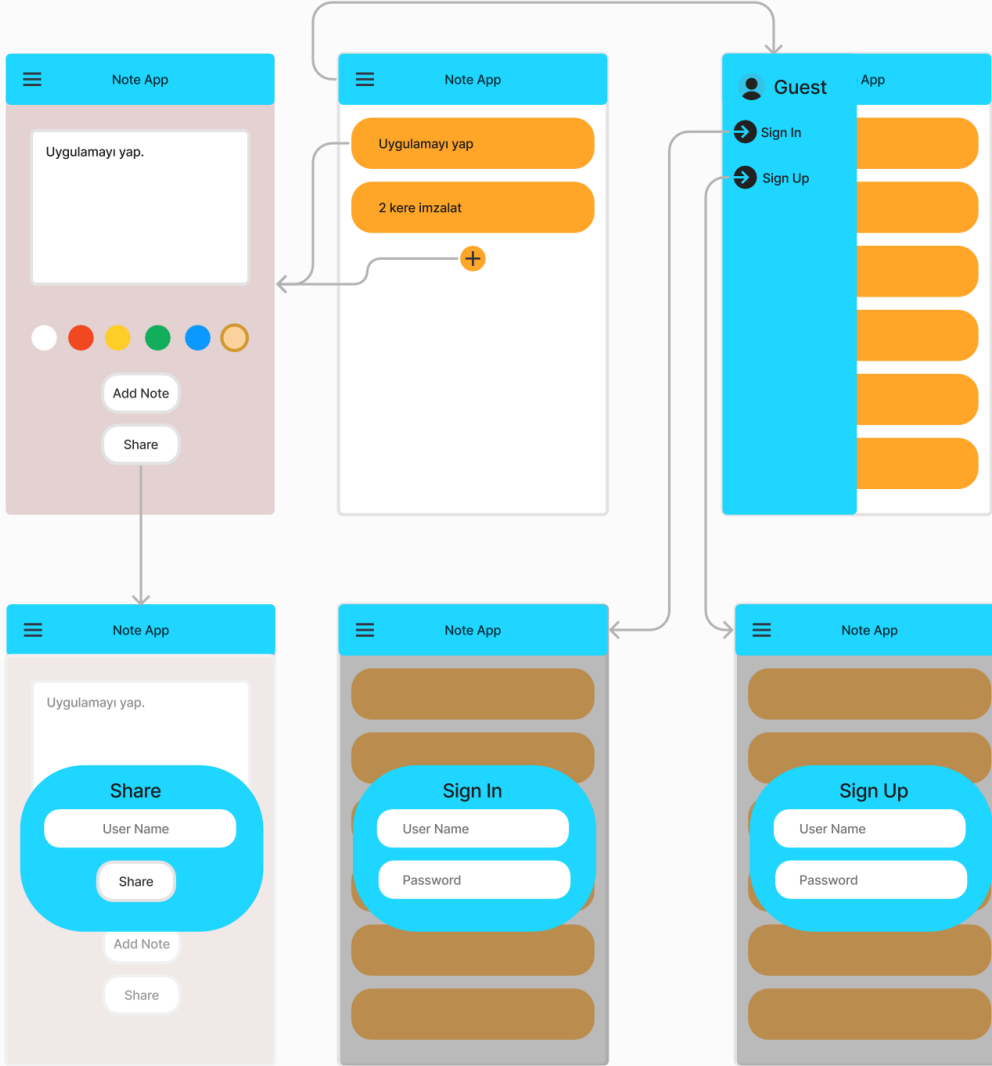 Note App
Uygulamayı yap.
Add Note
Share
Note App
Uygulamayı yap
2 kere imzalat
Guest
App
Sign In
Sign Up
Note App
Uygulamayı yap.
Share
User Name
Share
Add Note
Share
Note App
Sign In
User Name
Password
Note App
Sign Up
User Name
Password